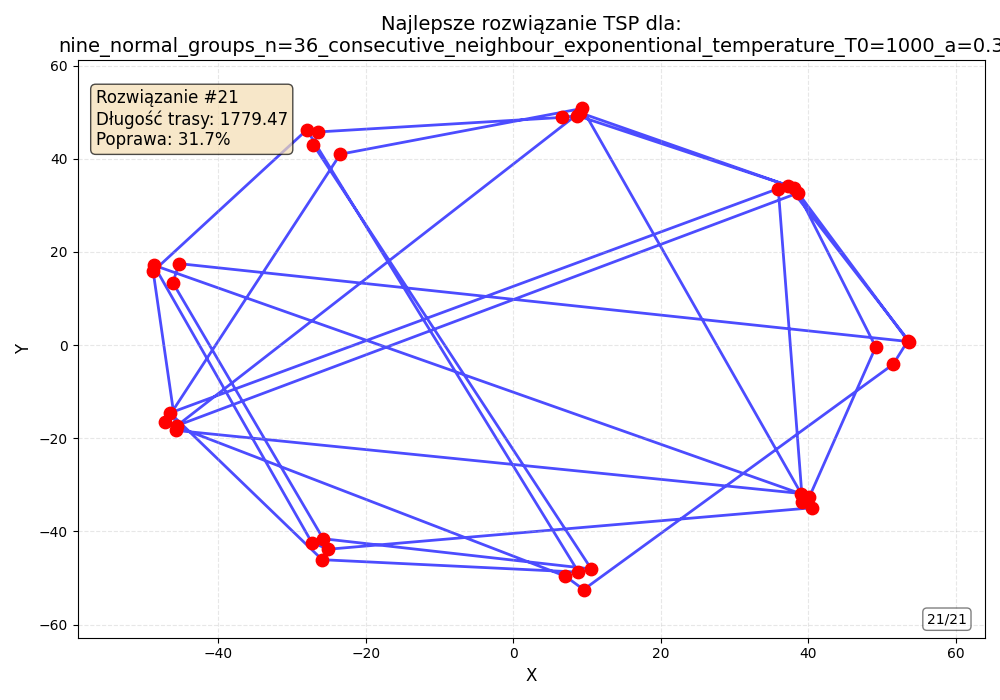 Najlepsze rozwiązanie TSP dla:
nine_normal_groups_n=36_consecutive_neighbour_exponentional_temperature_T0=1000_a=0.3
Rozwiązanie #21
Długość trasy: 1779.47
Poprawa: 31.7%
60
40
20
0
−20
−40
−60
Y
21/21
−40
−20
0
20
40
60
X